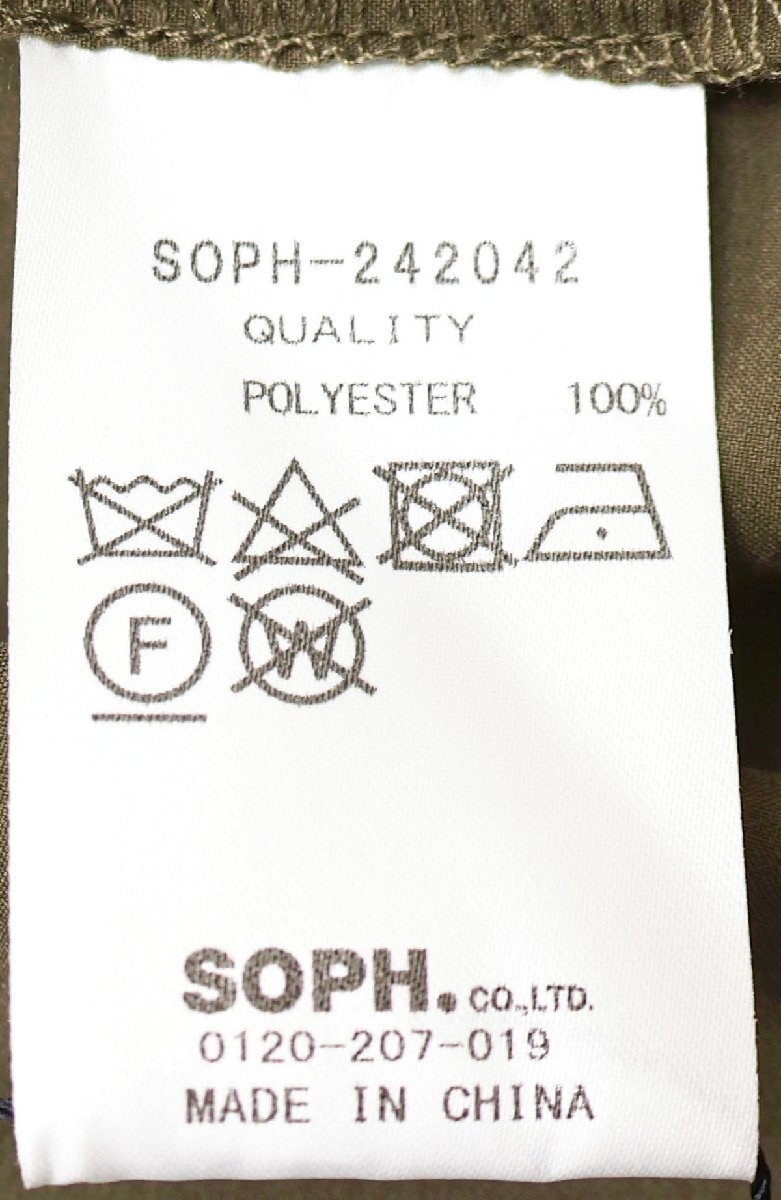 SOPH-242042
QUALITY
POLYESTER 100%
F W
SOPH. CO.,LTD.
0120-207-019
MADE IN CHINA